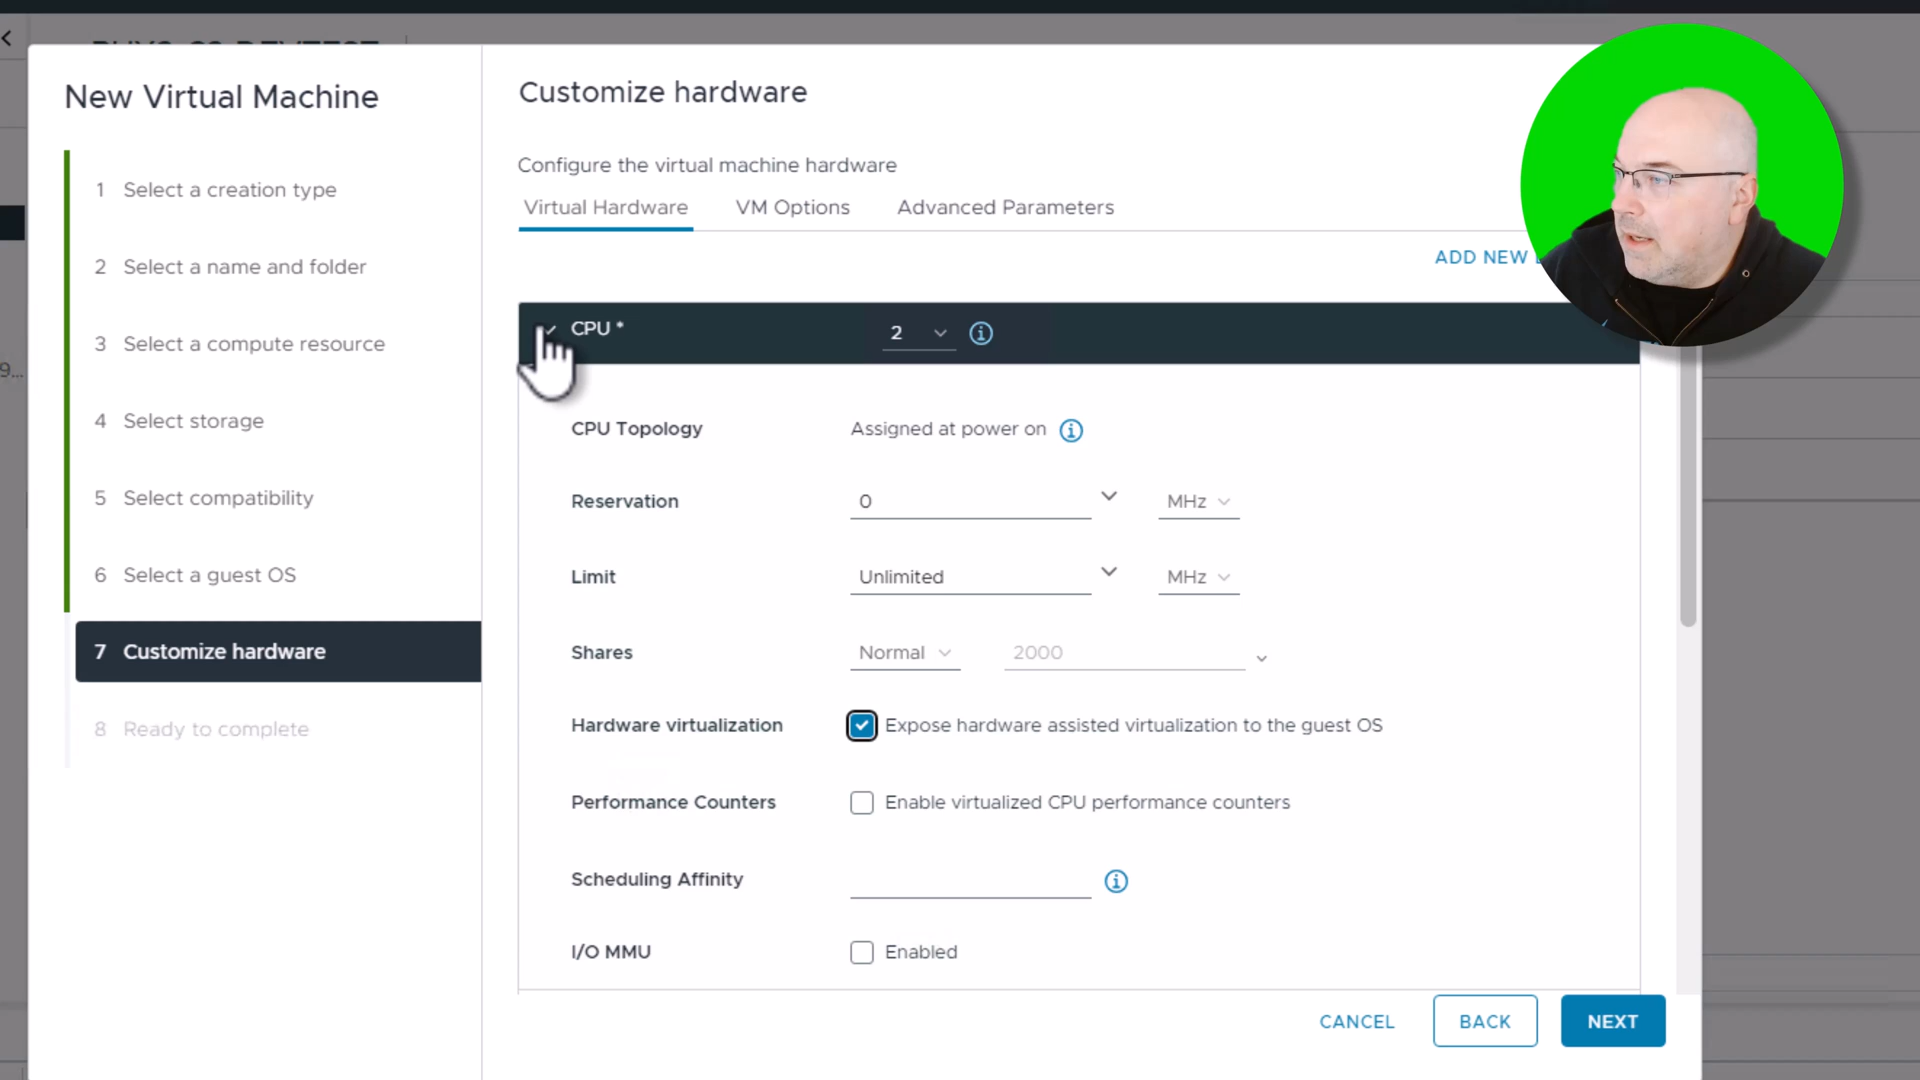 New Virtual Machine
1 Select a creation type
2 Select a name and folder
3 Select a compute resource
4 Select storage
5 Select compatibility
6 Select a guest OS
7 Customize hardware
8 Ready to complete
Customize hardware
Configure the virtual machine hardware
Virtual Hardware VM Options Advanced Parameters
ADD NEW
CPU * 2
CPU Topology Assigned at power on
Reservation 0 MHz
Limit Unlimited MHz
Shares Normal 2000
Hardware virtualization Expose hardware assisted virtualization to the guest OS
Performance Counters Enable virtualized CPU performance counters
Scheduling Affinity
I/O MMU Enabled
CANCEL BACK NEXT
9...